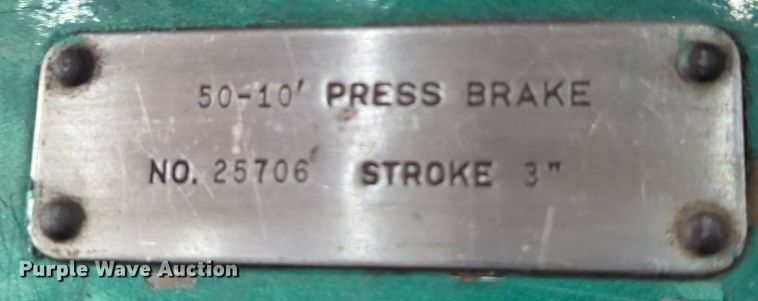 50-10' PRESS BRAKE
NO. 25706 STROKE 3"
Purple Wave Auction